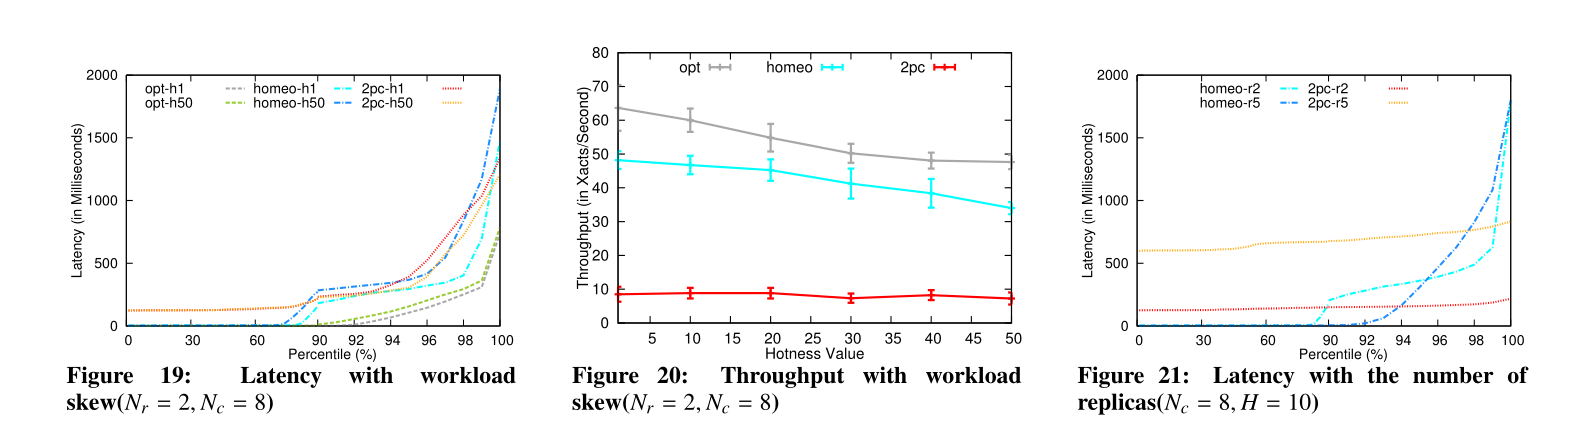 2000
1500
1000
500
0
Latency (in Milliseconds)
opt-h1 homeo-h1 2pc-h1
opt-h50 homeo-h50 2pc-h50
0 30 60 90 92 94 96 98 100
Percentile (%)
Figure 19: Latency with workload
skew(Nr = 2, Nc = 8)
80
70
60
50
40
30
20
10
0
Throughput (in Xacts/Second)
opt homeo 2pc
5 10 15 20 25 30 35 40 45 50
Hotness Value
Figure 20: Throughput with workload
skew(Nr = 2, Nc = 8)
2000
1500
1000
500
0
Latency (in Milliseconds)
homeo-r2 2pc-r2
homeo-r5 2pc-r5
0 30 60 90 92 94 96 98 100
Percentile (%)
Figure 21: Latency with the number of
replicas(Nc = 8, H = 10)